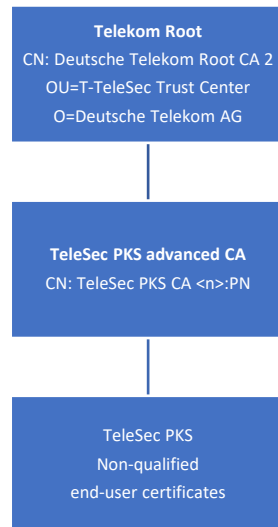 Telekom Root
CN: Deutsche Telekom Root CA 2
OU=T-TeleSec Trust Center
O=Deutsche Telekom AG
TeleSec PKS advanced CA
CN: TeleSec PKS CA <n>:PN
TeleSec PKS
Non-qualified
end-user certificates